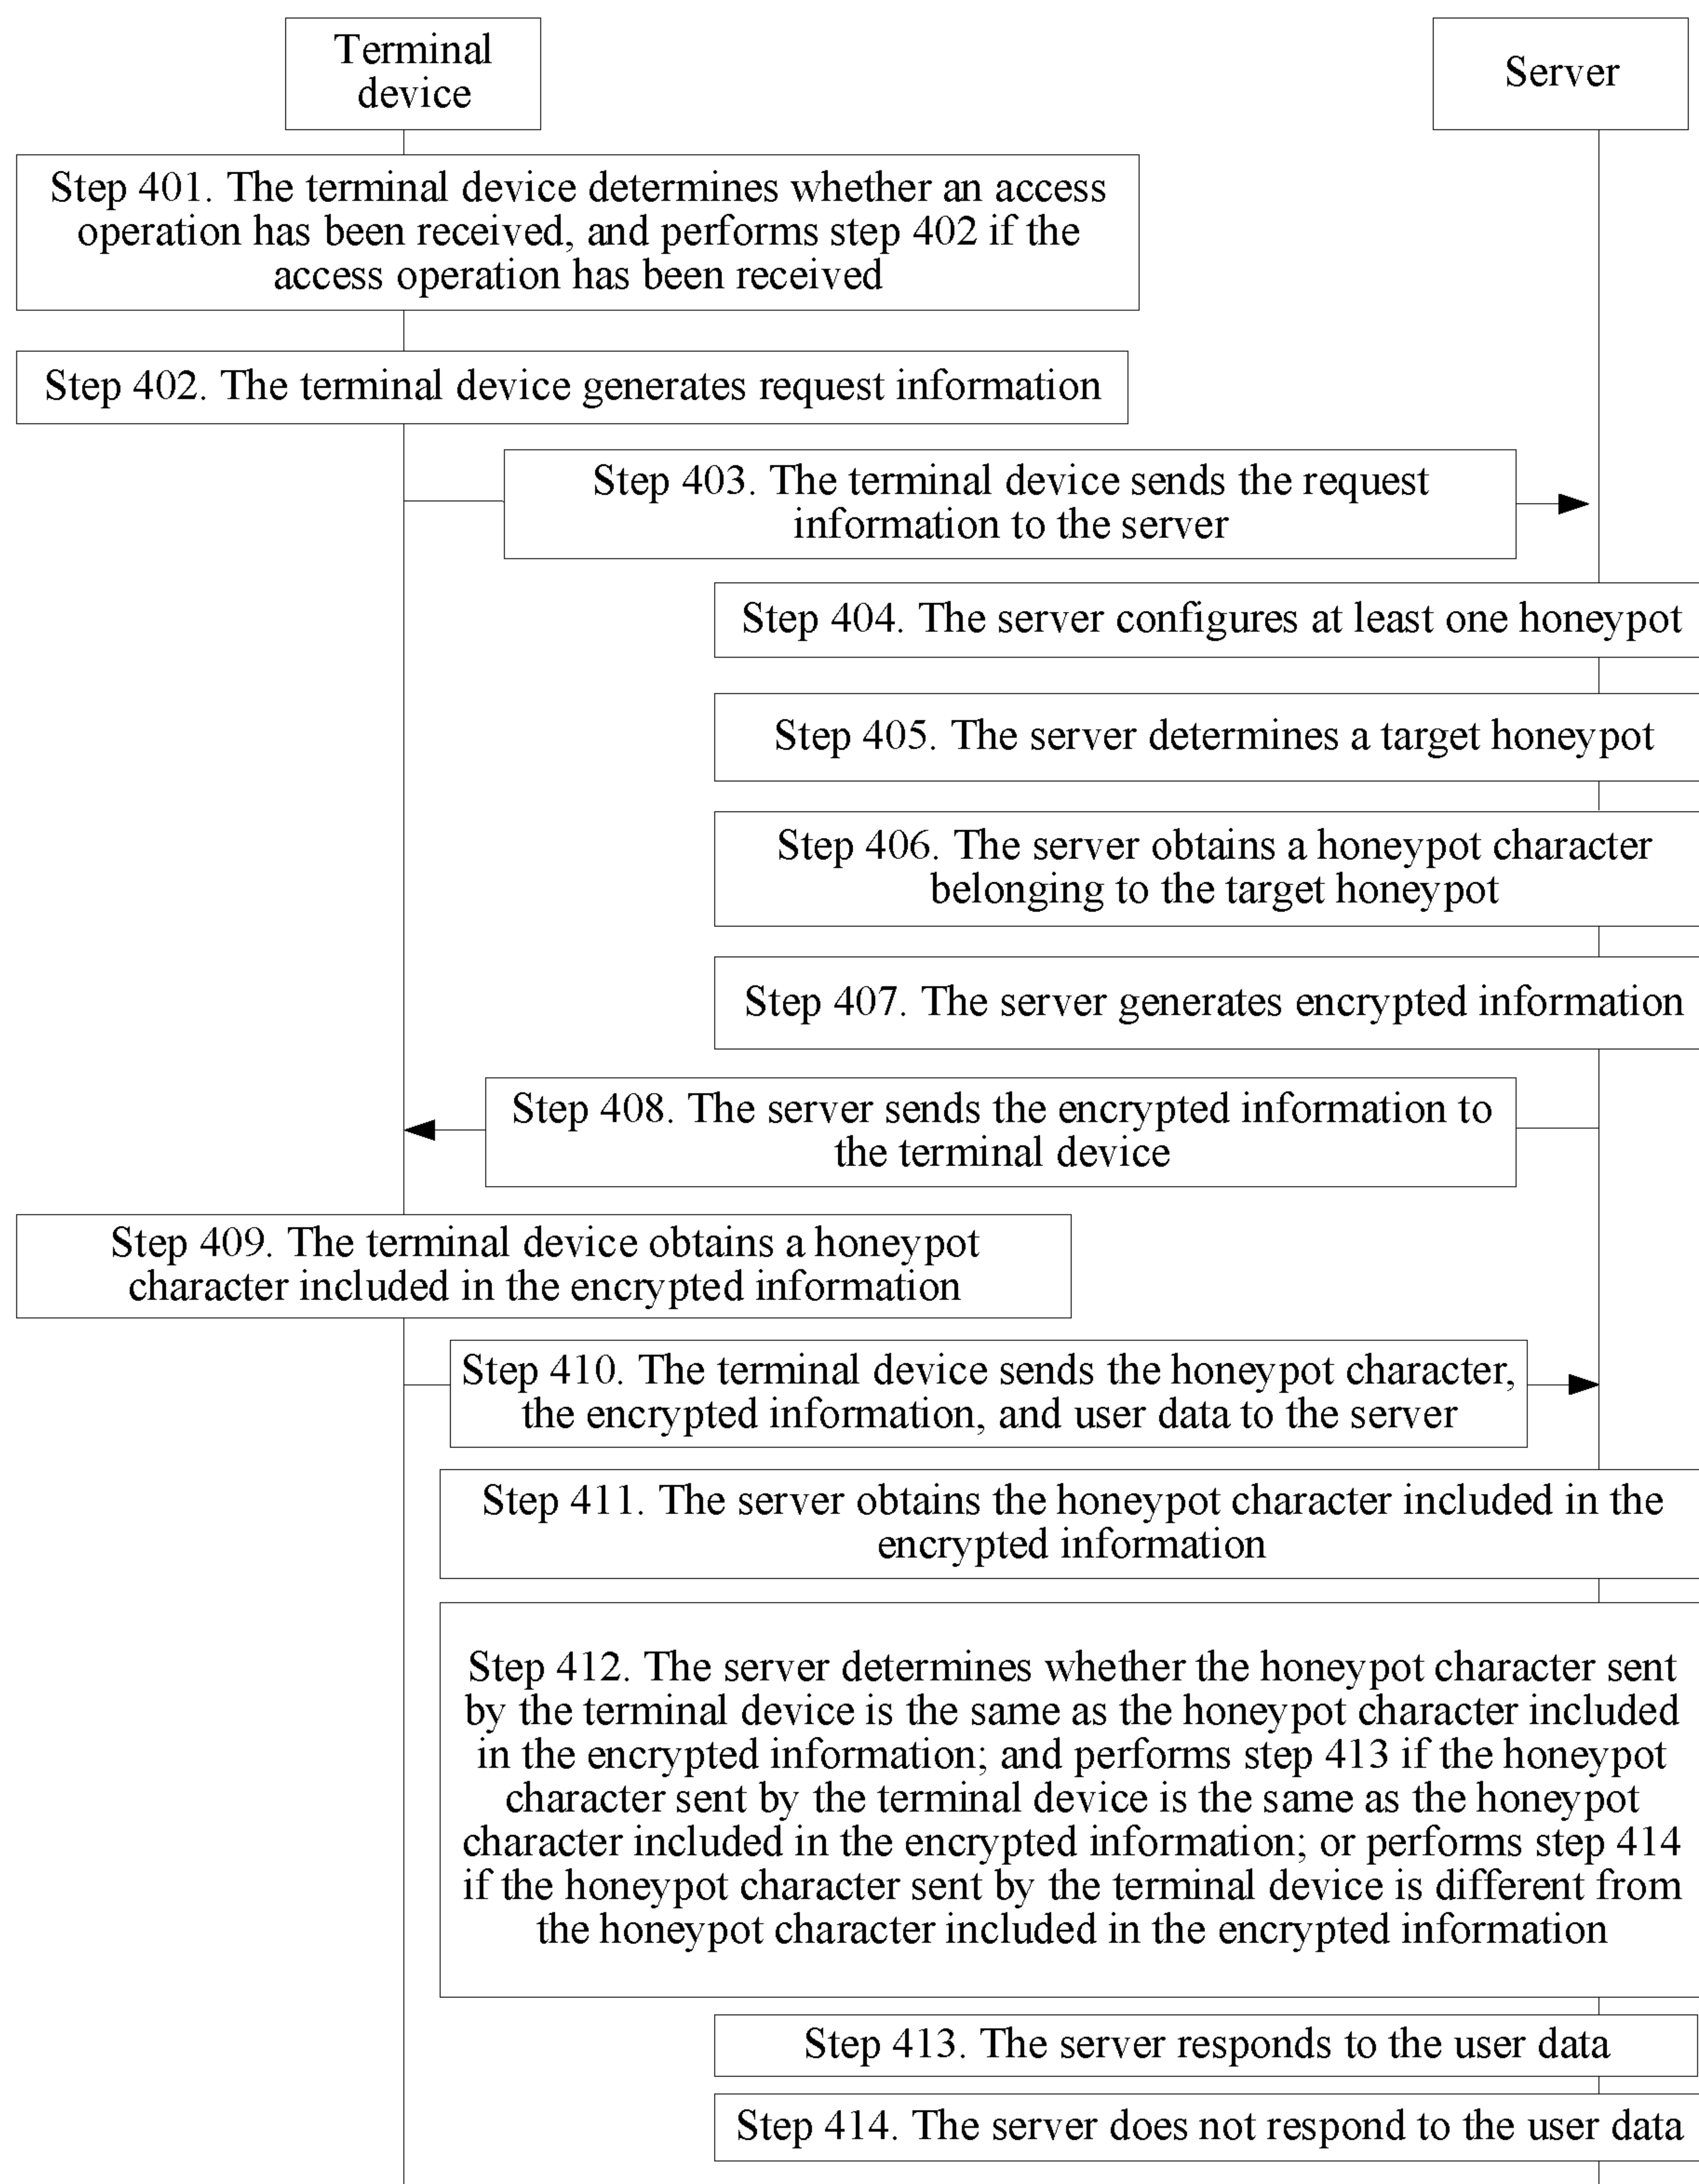 Terminal
device
Server
Step 401. The terminal device determines whether an access
operation has been received, and performs step 402 if the
access operation has been received
Step 402. The terminal device generates request information
Step 403. The terminal device sends the request
information to the server
Step 404. The server configures at least one honeypot
Step 405. The server determines a target honeypot
Step 406. The server obtains a honeypot character
belonging to the target honeypot
Step 407. The server generates encrypted information
Step 408. The server sends the encrypted information to
the terminal device
Step 409. The terminal device obtains a honeypot
character included in the encrypted information
Step 410. The terminal device sends the honeypot character,
the encrypted information, and user data to the server
Step 411. The server obtains the honeypot character included in the
encrypted information
Step 412. The server determines whether the honeypot character sent
by the terminal device is the same as the honeypot character included
in the encrypted information; and performs step 413 if the honeypot
character sent by the terminal device is the same as the honeypot
character included in the encrypted information; or performs step 414
if the honeypot character sent by the terminal device is different from
the honeypot character included in the encrypted information
Step 413. The server responds to the user data
Step 414. The server does not respond to the user data